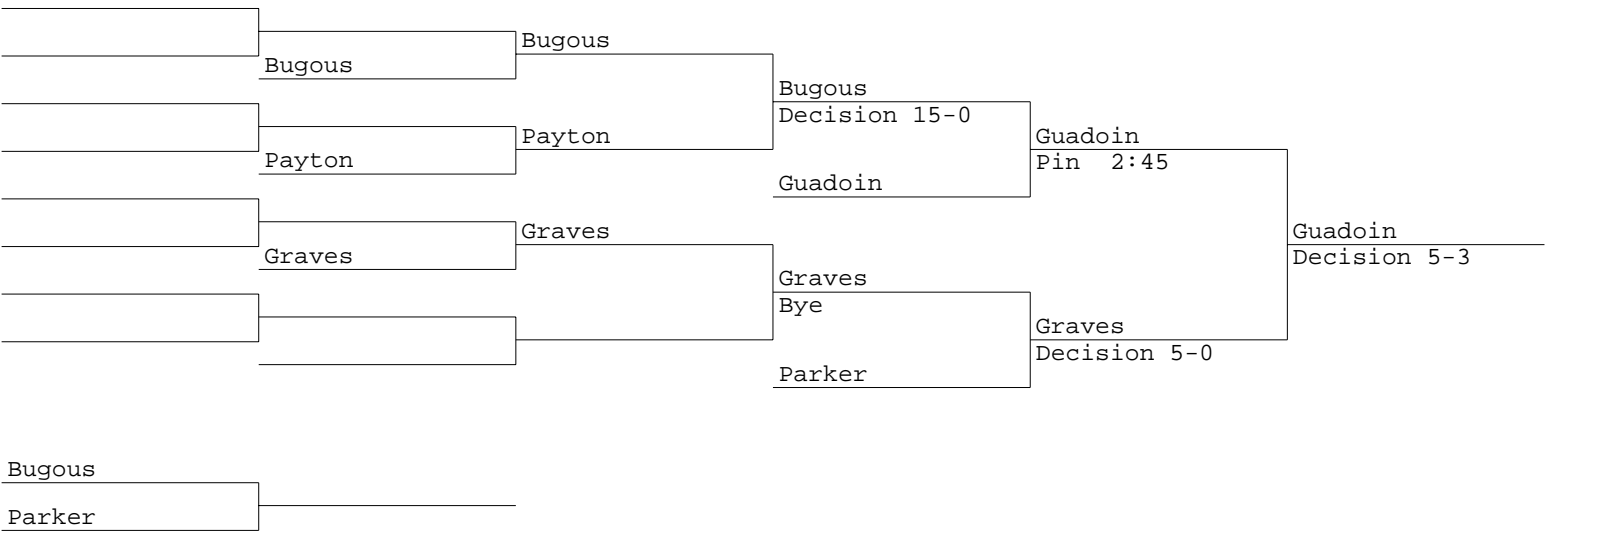 Bugous
Bugous
Bugous
Decision 15-0
Payton
Guadoin
Payton
Pin  2:45
Guadoin
Graves
Guadoin
Graves
Decision 5-3
Graves
Bye
Graves
Decision 5-0
Parker
Bugous
Parker